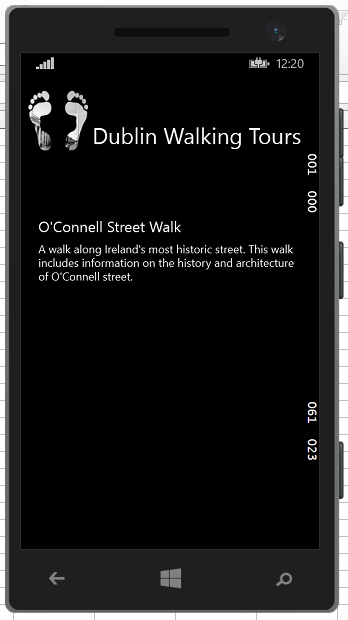 12:20
Dublin Walking Tours
001 000
O'Connell Street Walk
A walk along Ireland's most historic street. This walk
includes information on the history and architecture
of O'Connell street.
061 023